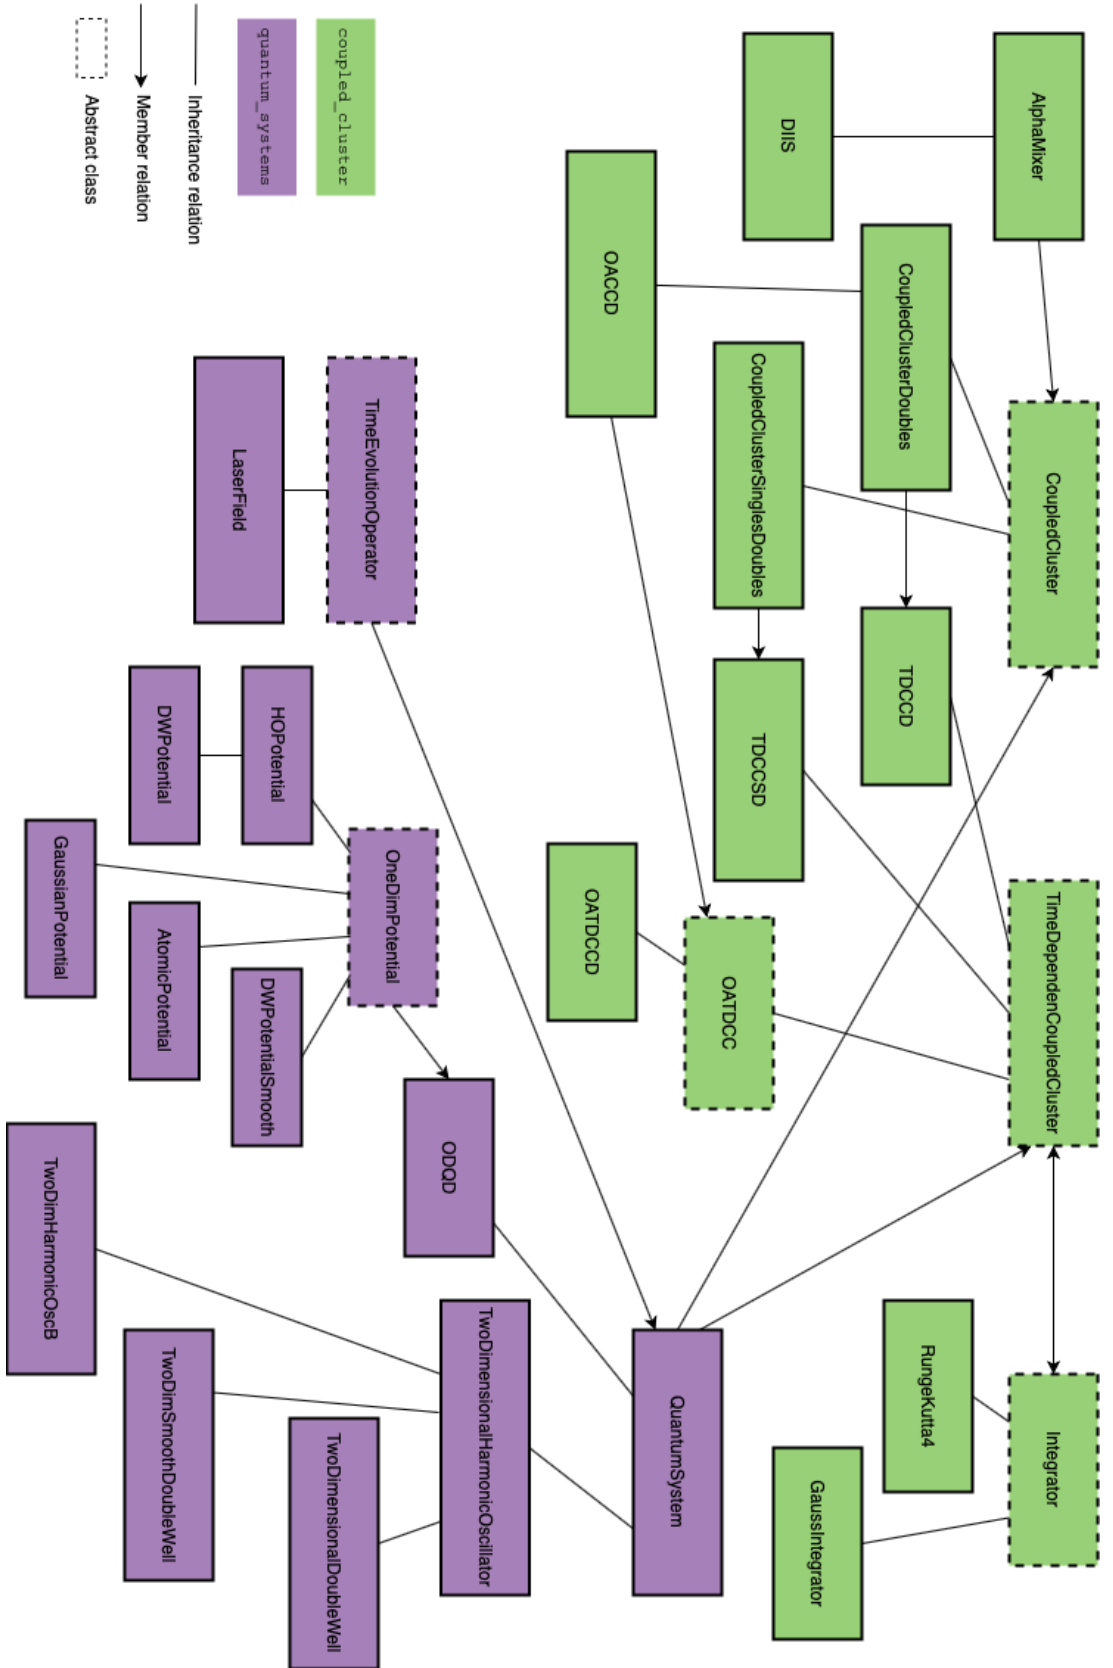 AlphaMixer
CoupledCluster
TimeDependenCoupledCluster
Integrator
CoupledClusterDoubles
TDCCD
RungeKutta4
DIIS
CoupledClusterSinglesDoubles
TDCCSD
GaussIntegrator
OATDCC
OACCD
OATDCCD
QuantumSystem
TwoDimensionalHarmonicOscillator
ODQD
TimeEvolutionOperator
OneDimPotential
TwoDimensionalDoubleWell
LaserField
HOPotential
DWPotentialSmooth
TwoDimSmoothDoubleWell
DWPotential
AtomicPotential
GaussianPotential
TwoDimHarmonicOscB
coupled_cluster
quantum_systems
Inheritance relation
Member relation
Abstract class